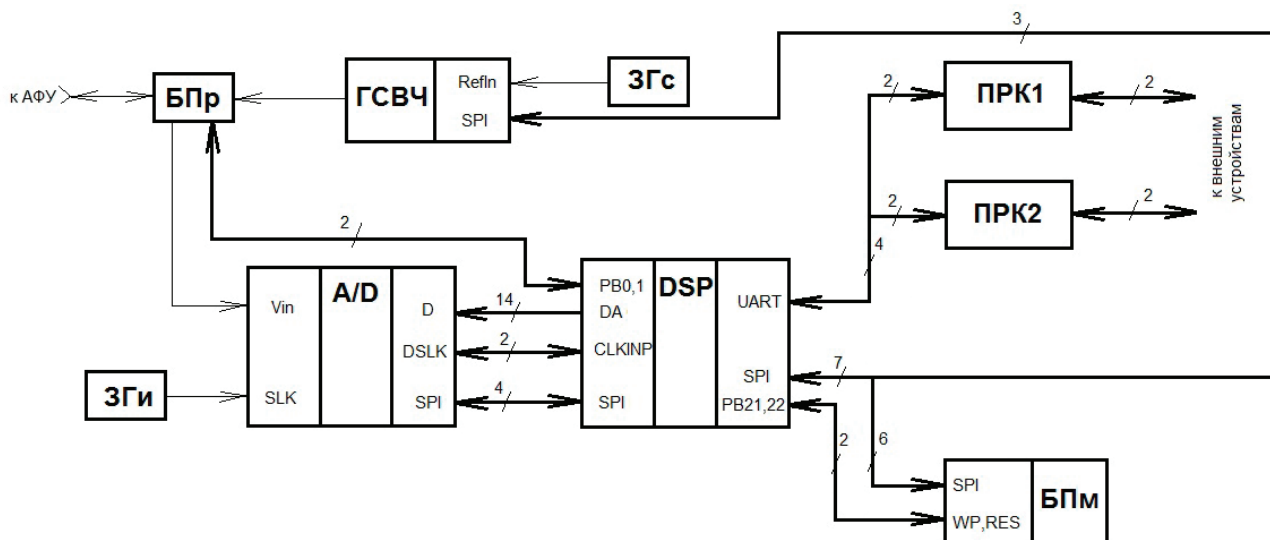 3
к АФУ
БПр
ГСВЧ
RefIn
SPI
ЗГс
2
ПРК1
2
к внешним
устройствам
2
ПРК2
2
4
2
Vin
A/D
D
DSLK
SLK
SPI
14
2
4
PB0,1
DSP
DA
UART
CLKINP
SPI
SPI
PB21,22
7
ЗГи
2
6
SPI
БПм
WP,RES